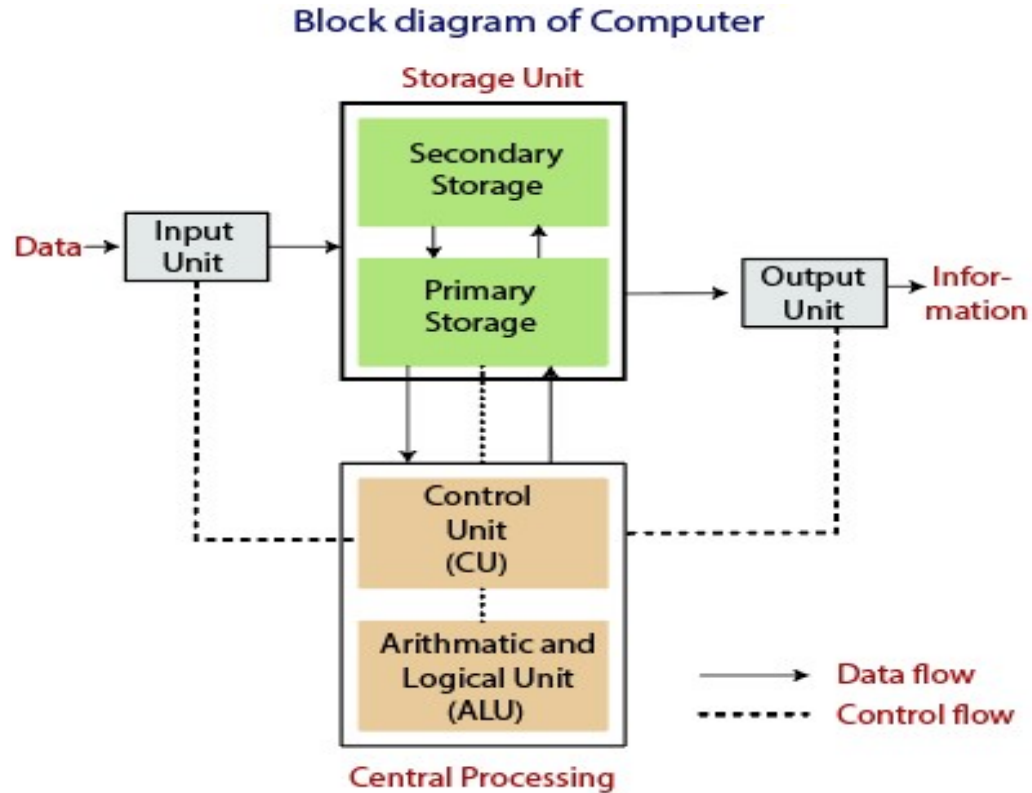 Block diagram of Computer
Storage Unit
Secondary
Storage
Data
Input
Unit
Primary
Storage
Output
Unit
Infor-
mation
Control
Unit
(CU)
Arithmatic and
Logical Unit
(ALU)
Data flow
Control flow
Central Processing